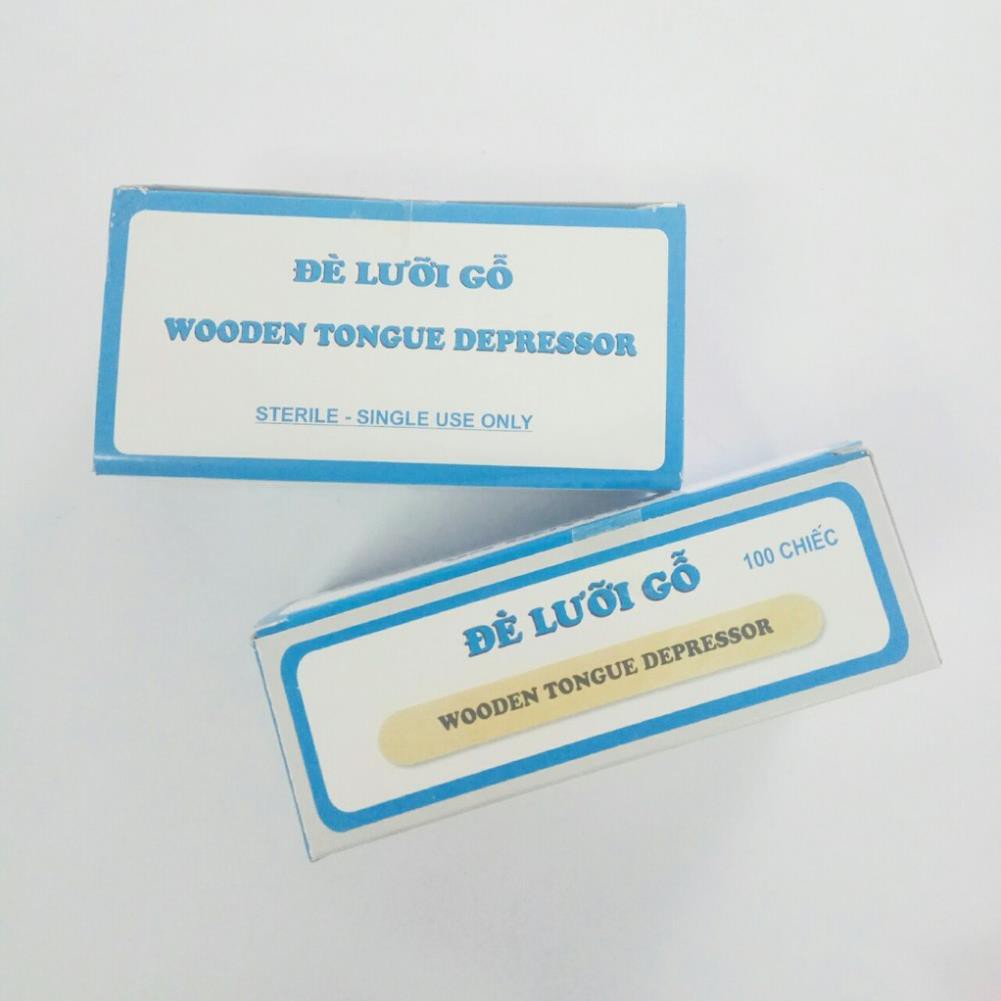 ĐÈ LƯỠI GỖ
WOODEN TONGUE DEPRESSOR
STERILE - SINGLE USE ONLY
100 CHIẾC
ĐÈ LƯỠI GỖ
WOODEN TONGUE DEPRESSOR